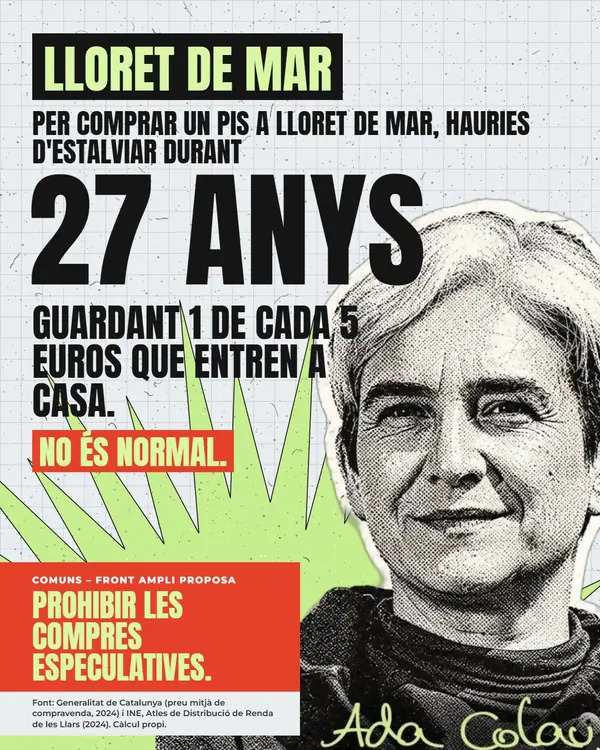 LLORET DE MAR
PER COMPRAR UN PIS A LLORET DE MAR, HAURIES
D'ESTALVIAR DURANT
27 ANYS
GUARDANT 1 DE CADA 5
EUROS QUE ENTREN A
CASA.
NO ÉS NORMAL.
COMUNS – FRONT AMPLI PROPOSA
PROHIBIR LES
COMPRES
ESPECULATIVES.
Font: Generalitat de Catalunya (preu mitjà de
compravenda, 2024) i INE, Atles de Distribució de Renda
de les Llars (2024). Càlcul propi.
Ada Colau